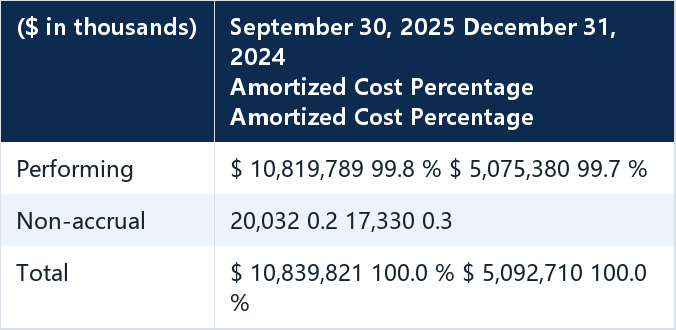 ($ in thousands)
September 30, 2025 December 31,
2024
Amortized Cost Percentage
Amortized Cost Percentage
Performing
$ 10,819,789 99.8 % $ 5,075,380 99.7 %
Non-accrual
20,032 0.2 17,330 0.3
Total
$ 10,839,821 100.0 % $ 5,092,710 100.0
%